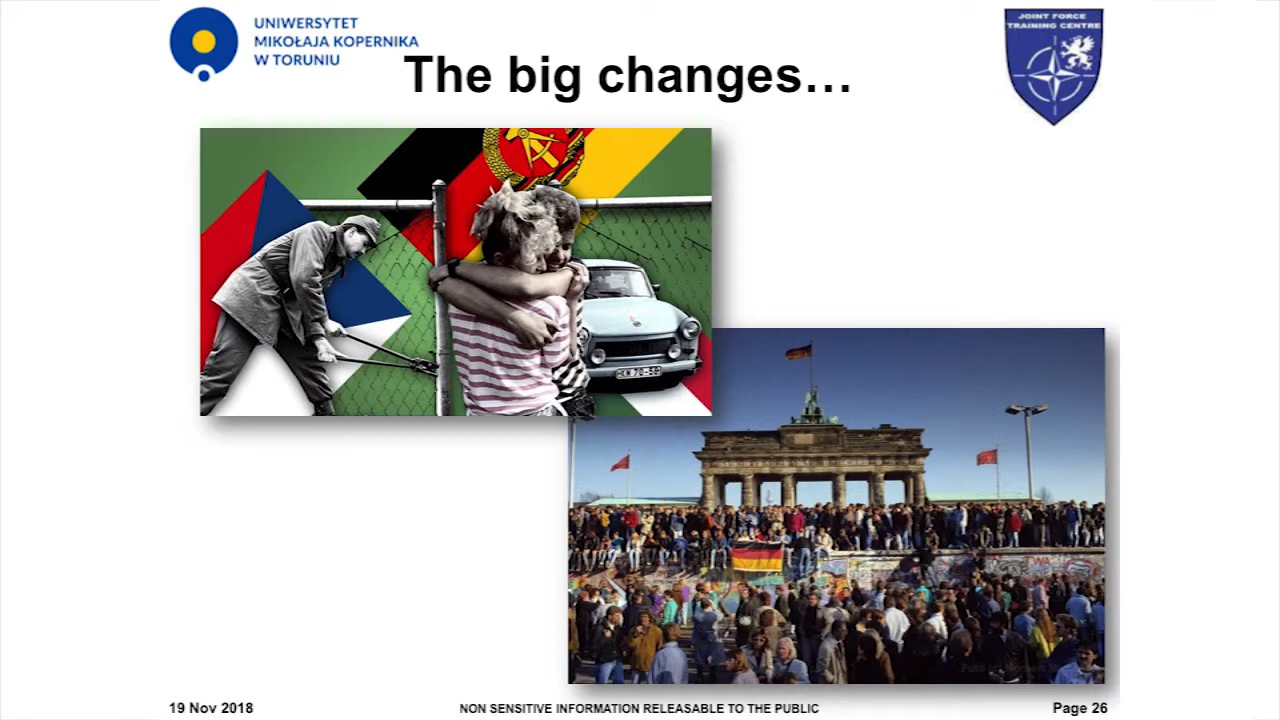 UNIWERSYTET
MIKOŁAJA KOPERNIKA
W TORUNIU
JOINT FORCE
TRAINING CENTRE
The big changes…
19 Nov 2018
NON SENSITIVE INFORMATION RELEASABLE TO THE PUBLIC
Page 26